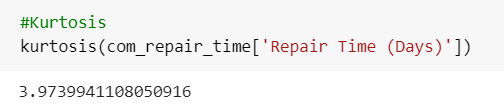 #Kurtosis
kurtosis(com_repair_time['Repair Time (Days)'])
3.9739941108050916